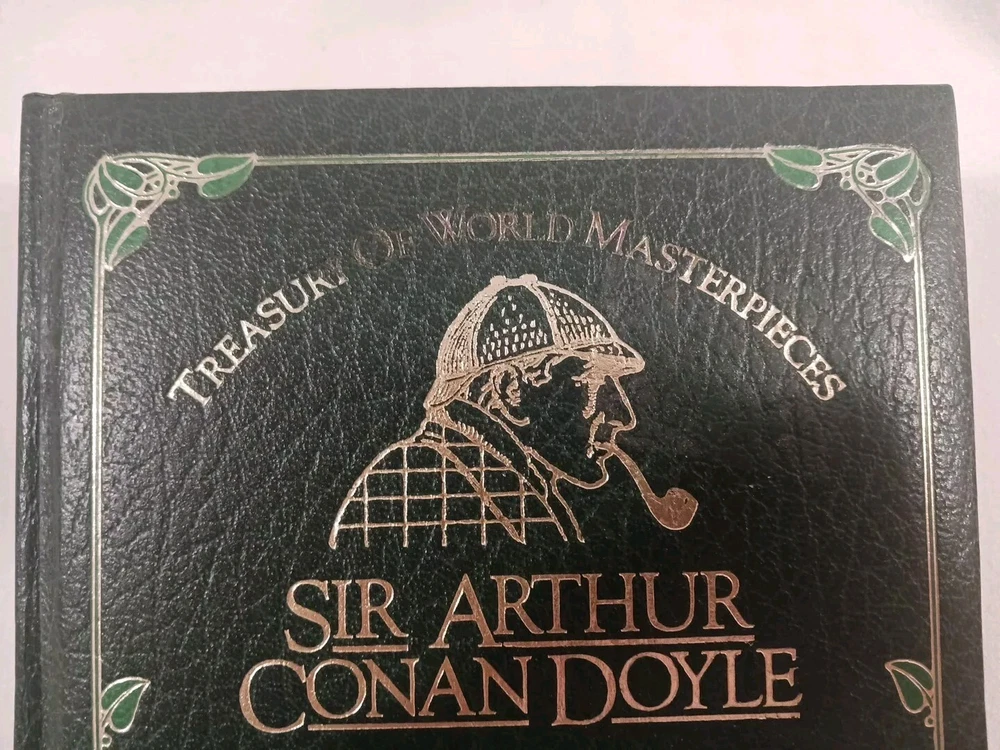 TREASURY OF WORLD MASTERPIECES
SIR ARTHUR
CONAN DOYLE